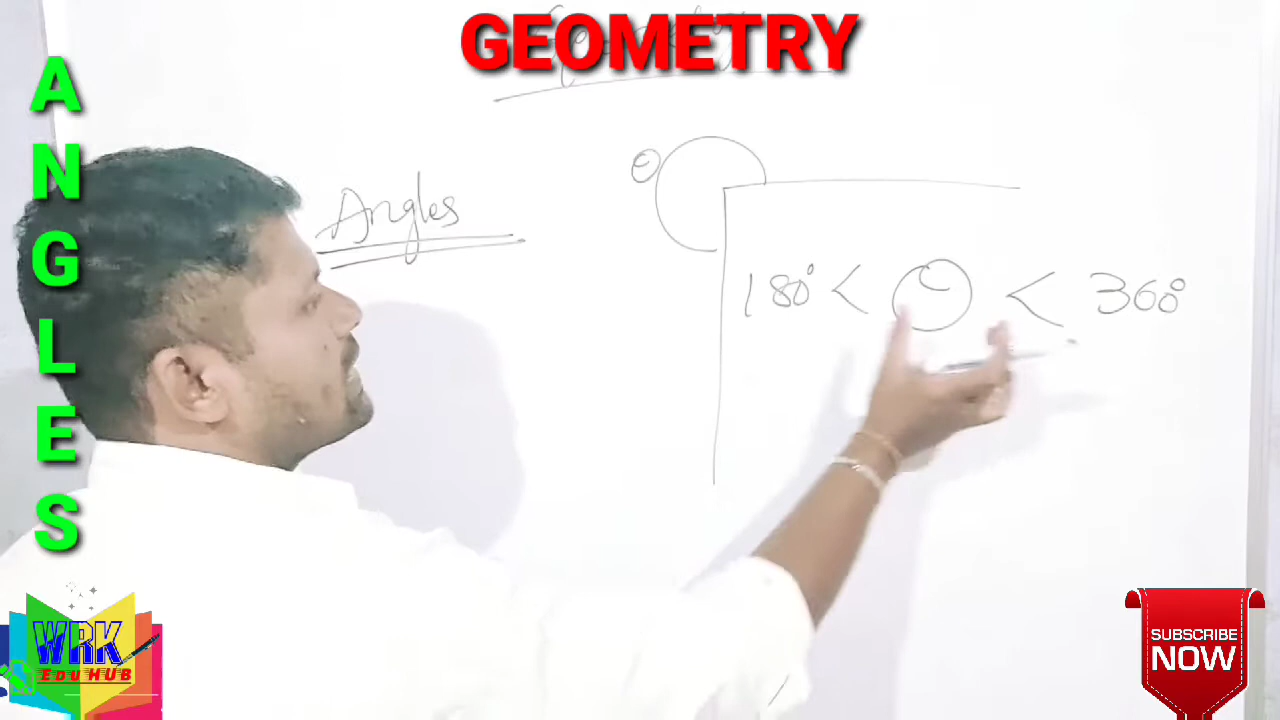 GEOMETRY
ANGLES
Angles
Θ
180° < Θ < 360°
WRK
EDU HUB
SUBSCRIBE
NOW